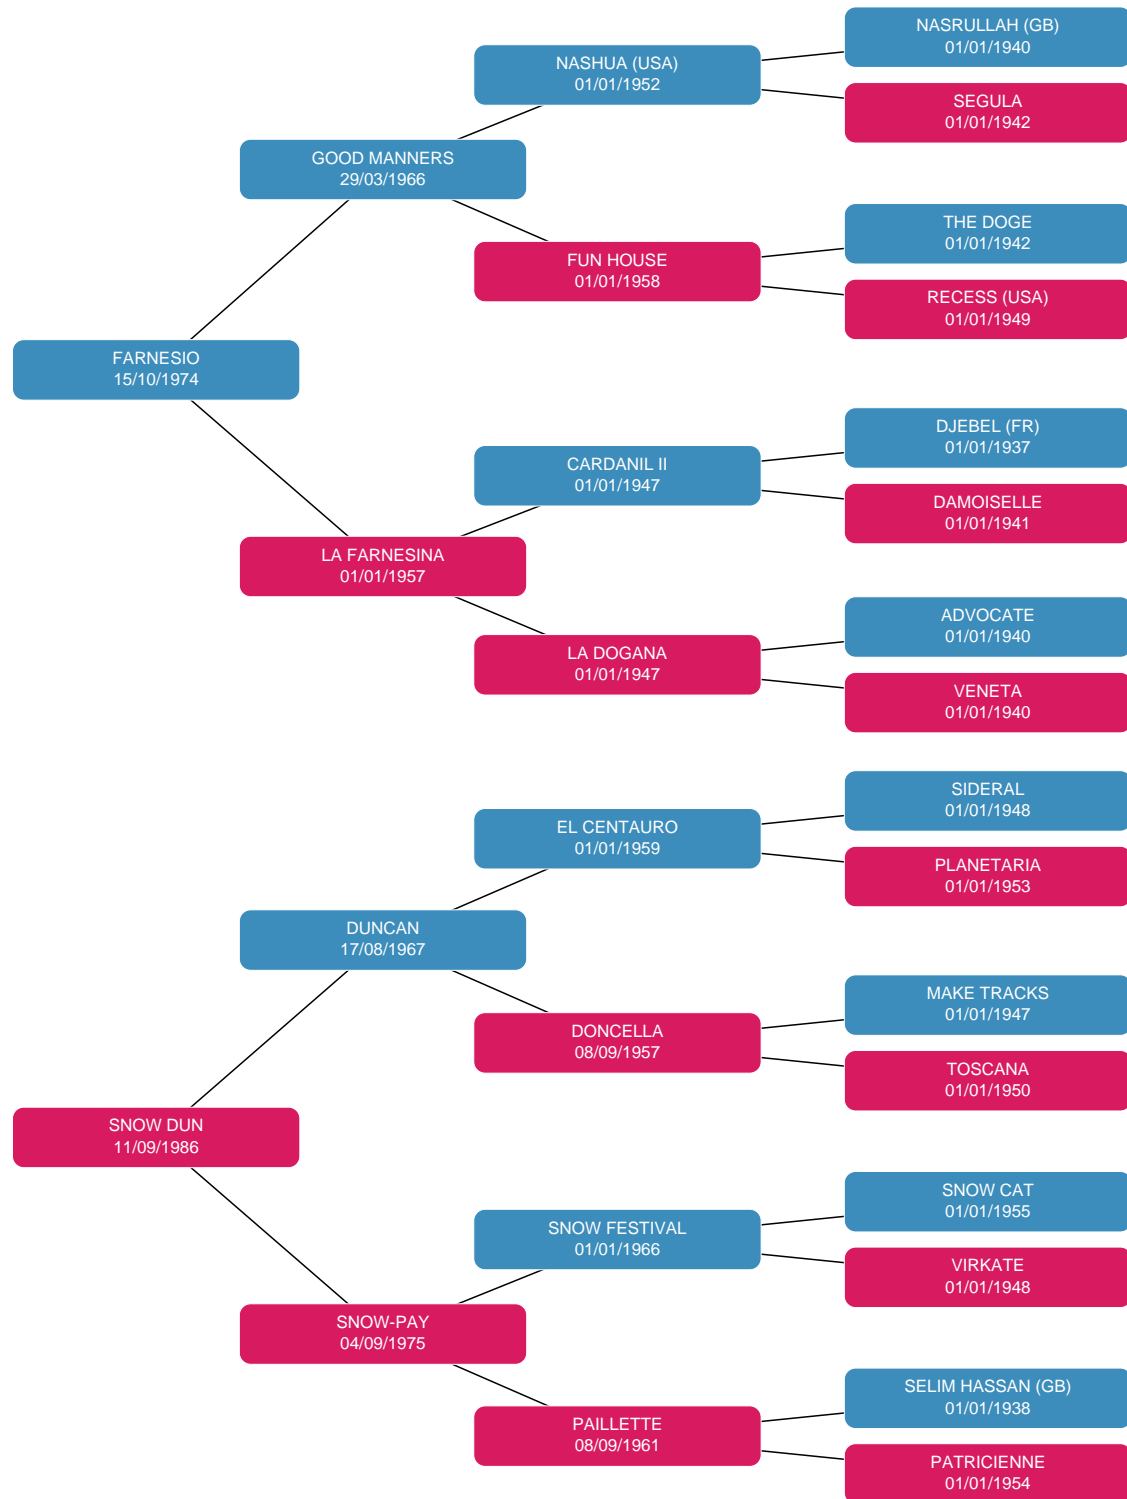 NASRULLAH (GB)
01/01/1940
NASHUA (USA)
01/01/1952
SEGULA
01/01/1942
GOOD MANNERS
29/03/1966
THE DOGE
01/01/1942
FUN HOUSE
01/01/1958
RECESS (USA)
01/01/1949
FARNESIO
15/10/1974
DJEBEL (FR)
01/01/1937
CARDANIL II
01/01/1947
DAMOISELLE
01/01/1941
LA FARNESINA
01/01/1957
ADVOCATE
01/01/1940
LA DOGANA
01/01/1947
VENETA
01/01/1940
SIDERAL
01/01/1948
EL CENTAURO
01/01/1959
PLANETARIA
01/01/1953
DUNCAN
17/08/1967
MAKE TRACKS
01/01/1947
DONCELLA
08/09/1957
TOSCANA
01/01/1950
SNOW DUN
11/09/1986
SNOW CAT
01/01/1955
SNOW FESTIVAL
01/01/1966
VIRKATE
01/01/1948
SNOW-PAY
04/09/1975
SELIM HASSAN (GB)
01/01/1938
PAILLETTE
08/09/1961
PATRICIENNE
01/01/1954